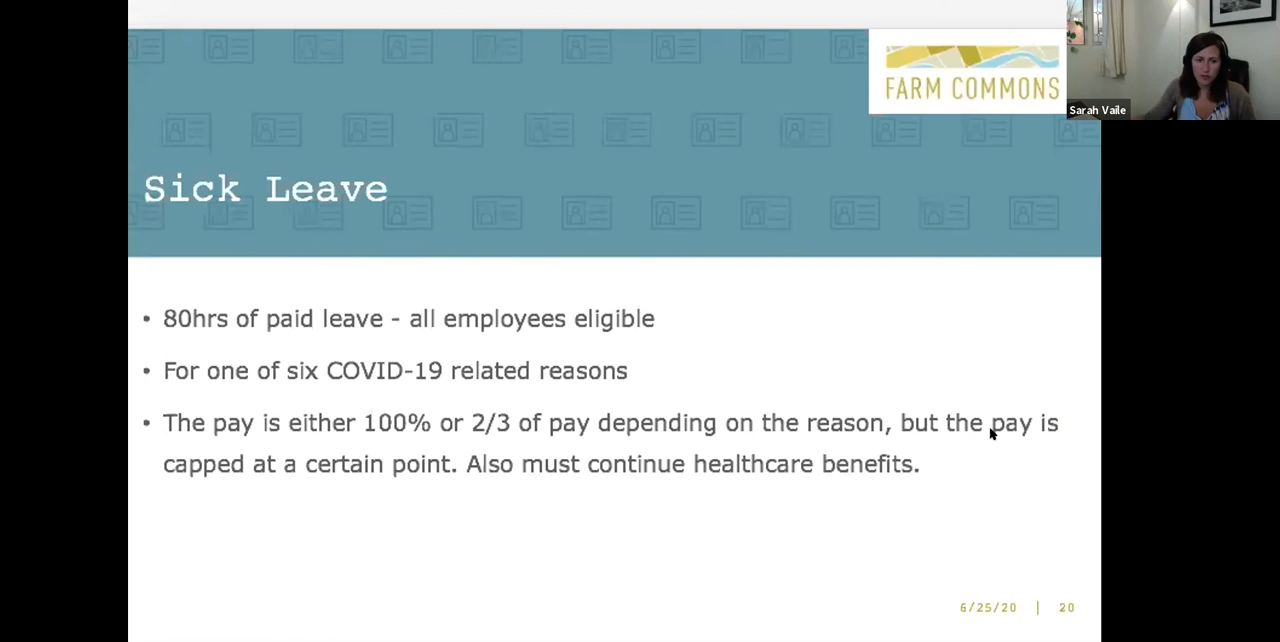 FARM COMMONS
Sarah Vaile
Sick Leave
• 80hrs of paid leave - all employees eligible
• For one of six COVID-19 related reasons
• The pay is either 100% or 2/3 of pay depending on the reason, but the pay is
capped at a certain point. Also must continue healthcare benefits.
6/25/20 | 20